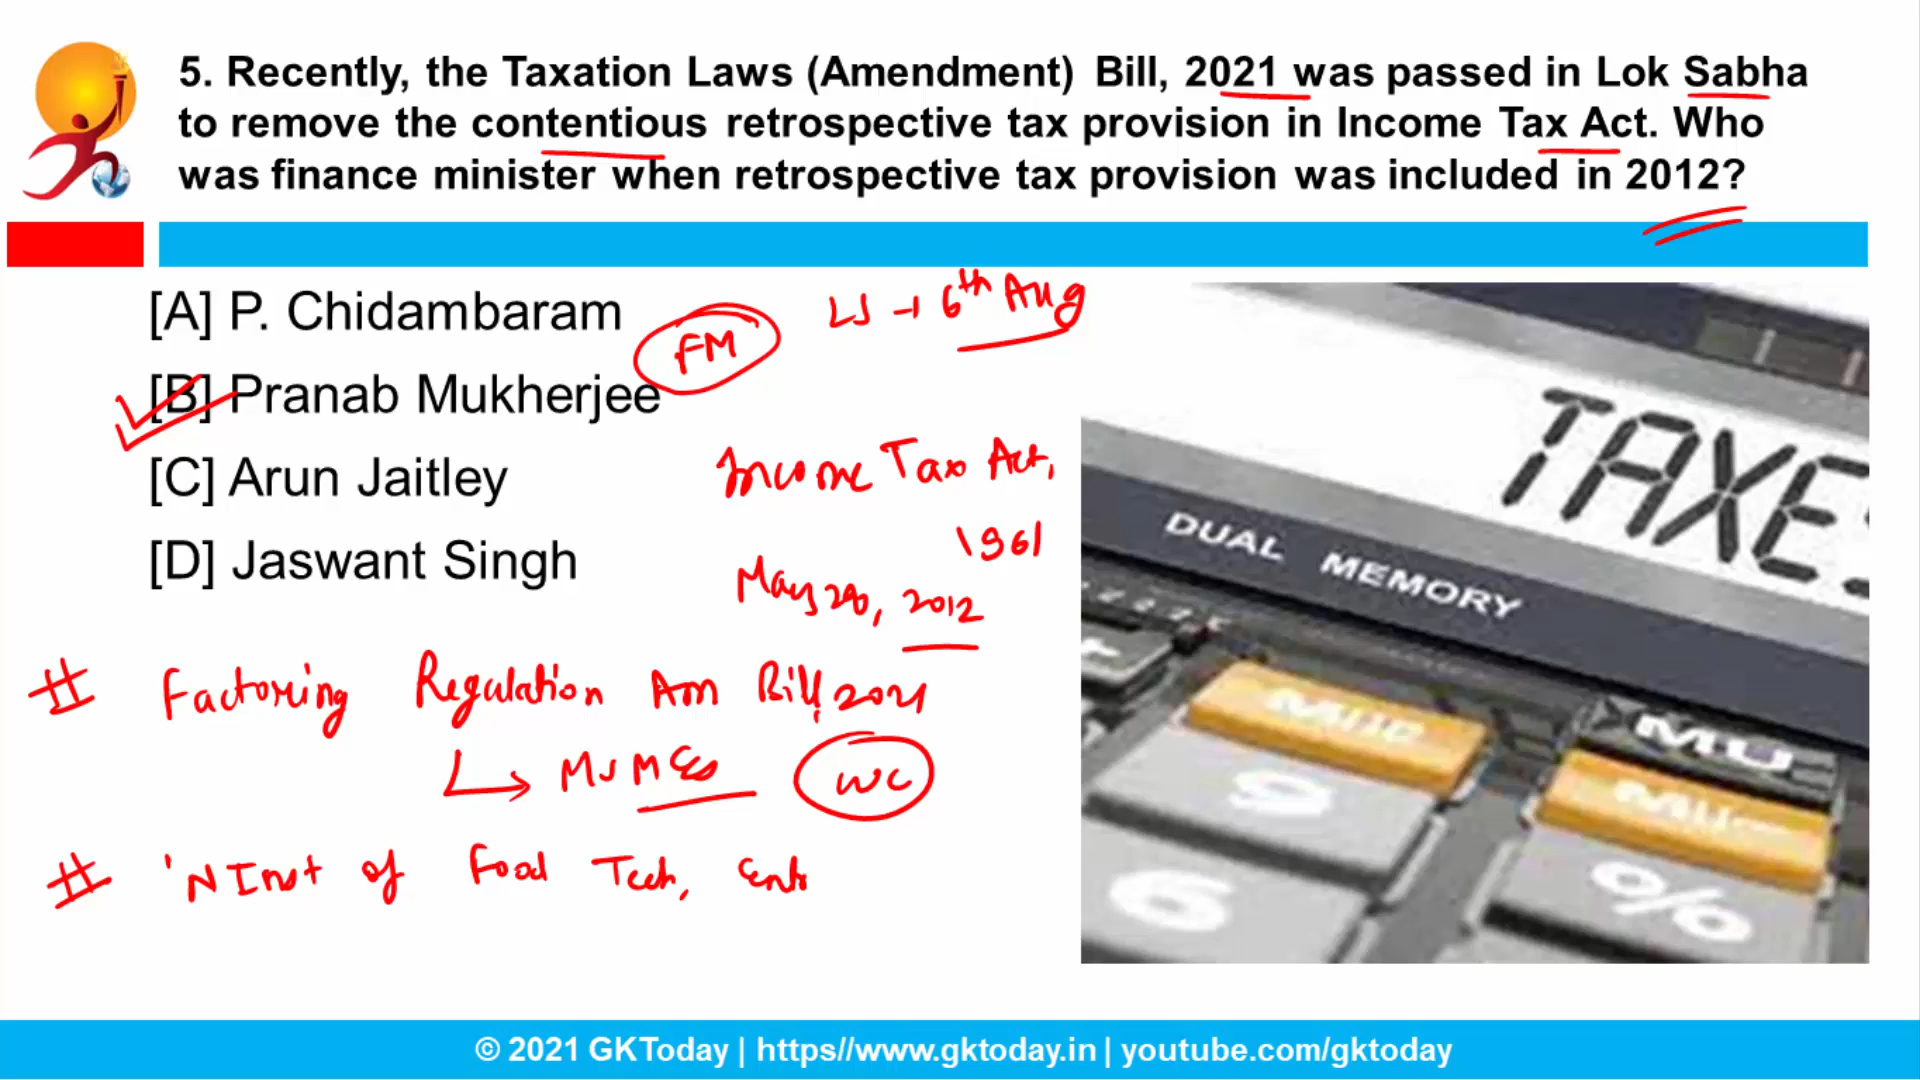 5. Recently, the Taxation Laws (Amendment) Bill, 2021 was passed in Lok Sabha
to remove the contentious retrospective tax provision in Income Tax Act. Who
was finance minister when retrospective tax provision was included in 2012?
[A] P. Chidambaram
FM
LS → 6th Aug
[B] Pranab Mukherjee
[C] Arun Jaitley
Income Tax Act,
1961
[D] Jaswant Singh
May 28, 2012
# Factoring Regulation Am Bill, 2021
MSMEs
WC
# 'N Inst of Food Tech, Ent
TAXES
DUAL MEMORY
MU
9
6
%
© 2021 GKToday | https//www.gktoday.in | youtube.com/gktoday